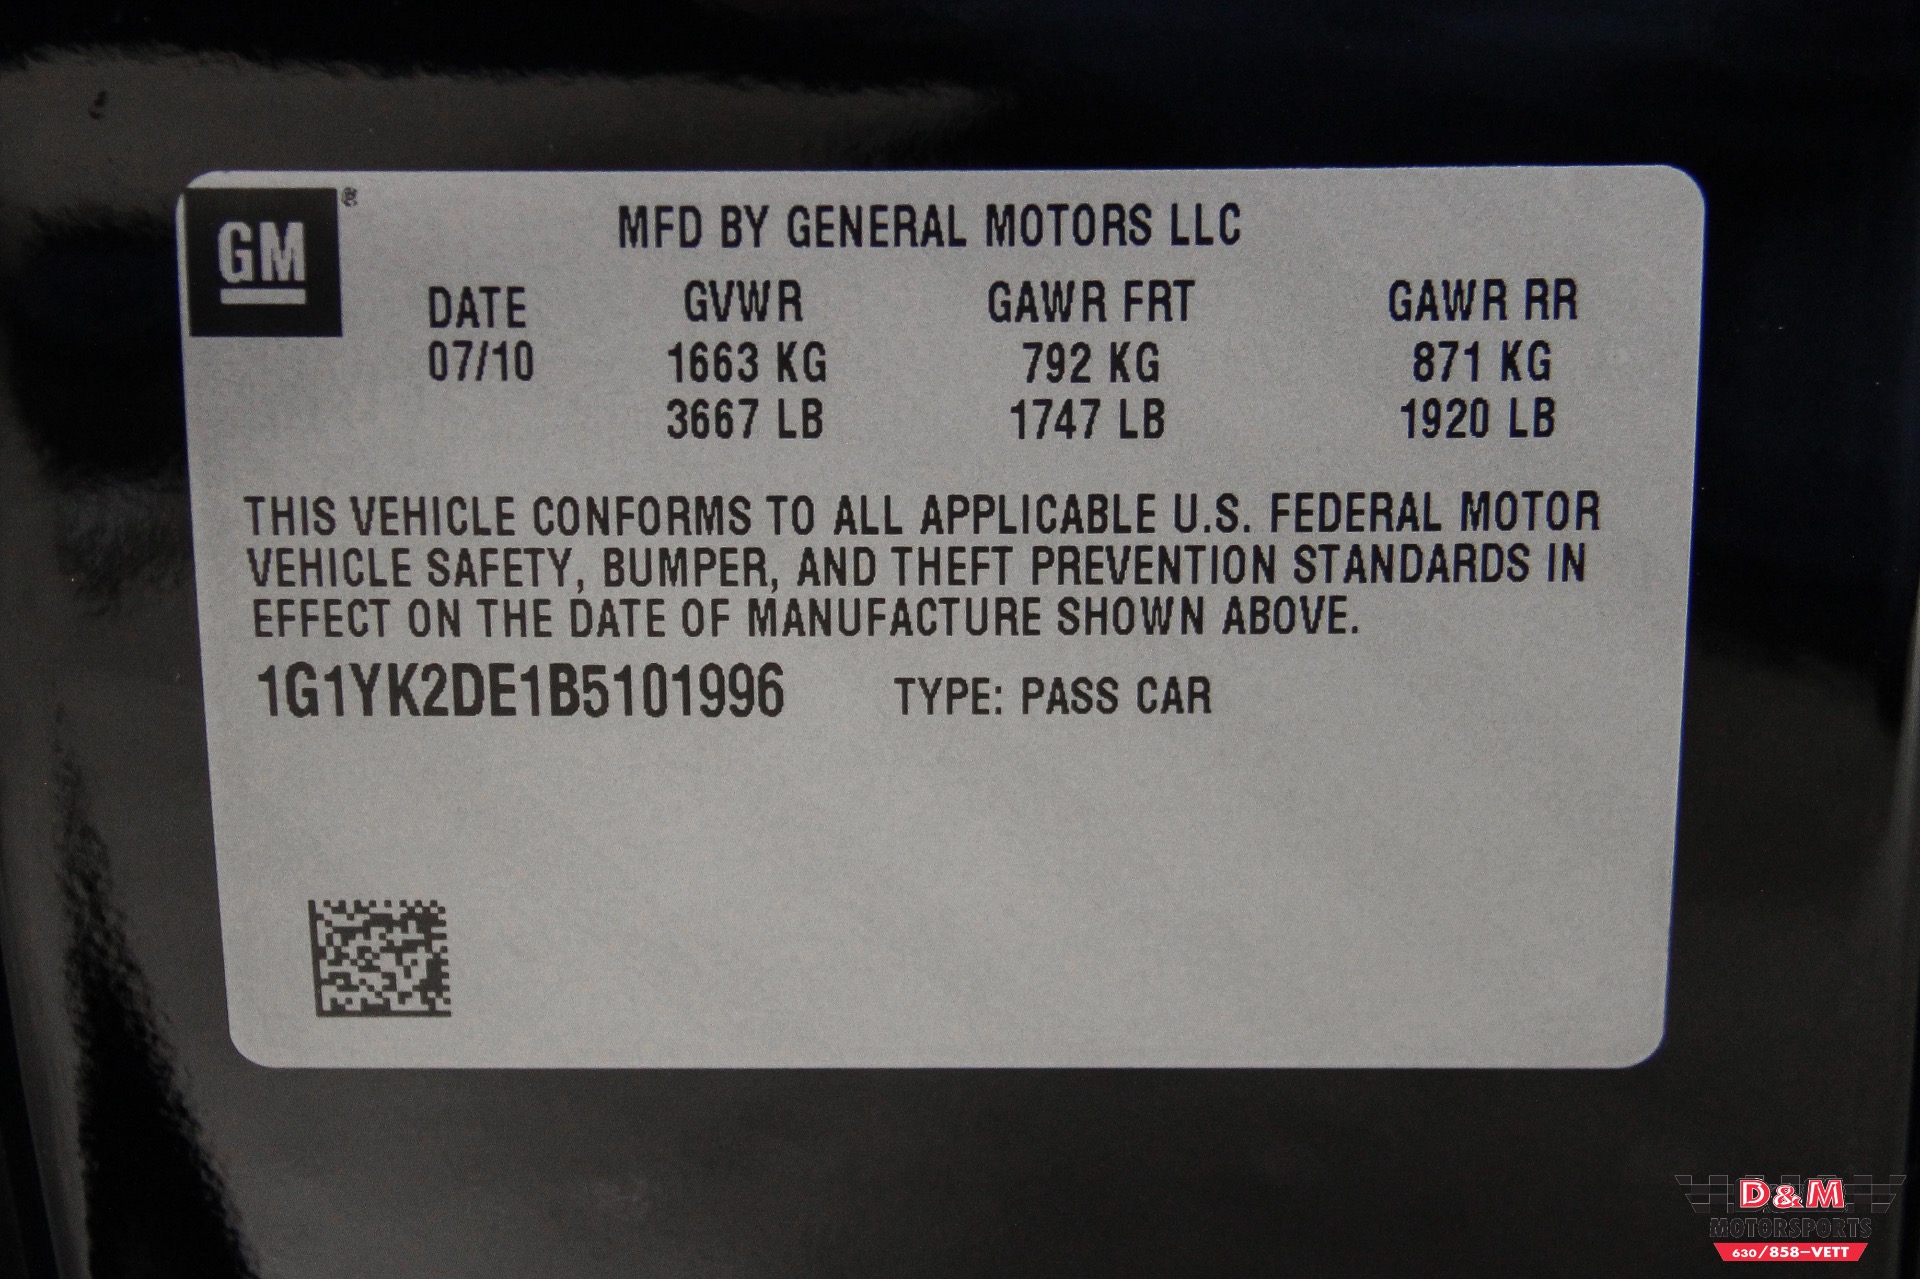 GM ®
MFD BY GENERAL MOTORS LLC
DATE GVWR GAWR FRT GAWR RR
07/10 1663 KG 792 KG 871 KG
3667 LB 1747 LB 1920 LB
THIS VEHICLE CONFORMS TO ALL APPLICABLE U.S. FEDERAL MOTOR
VEHICLE SAFETY, BUMPER, AND THEFT PREVENTION STANDARDS IN
EFFECT ON THE DATE OF MANUFACTURE SHOWN ABOVE.
1G1YK2DE1B5101996 TYPE: PASS CAR
D&M
MOTORSPORTS
630/858-VETT